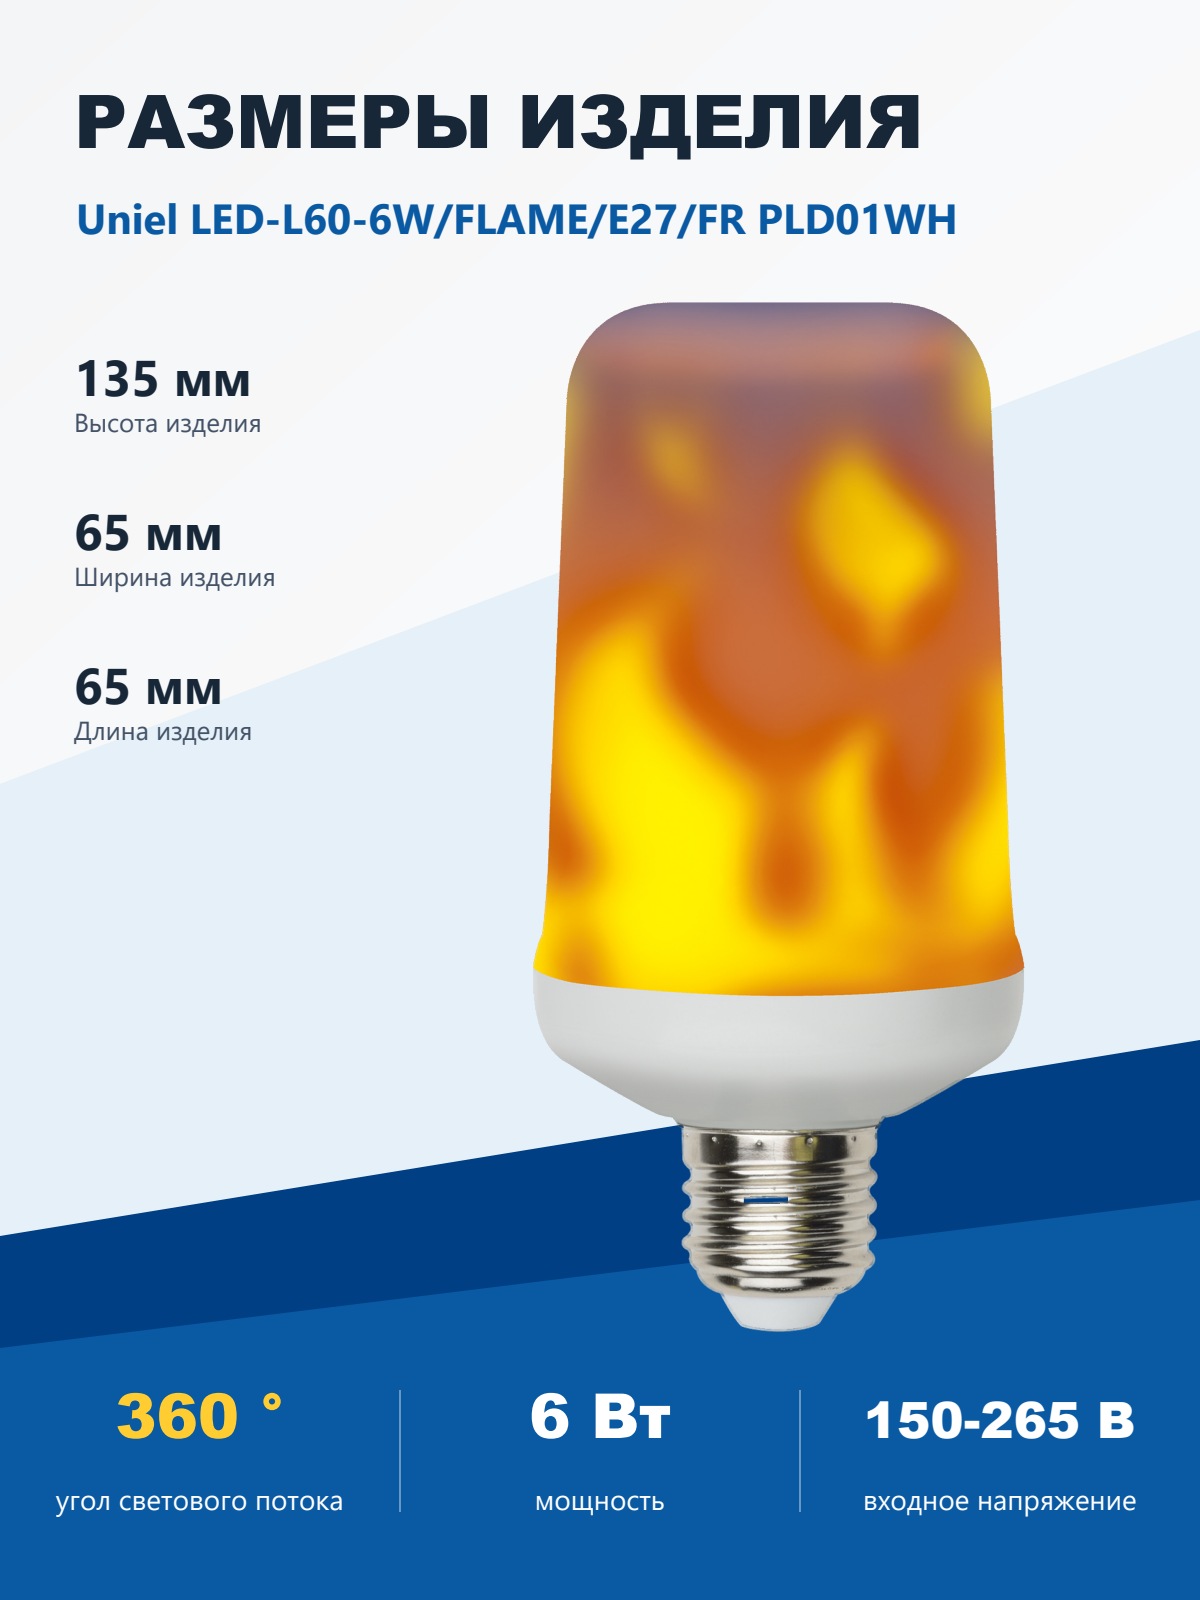 РАЗМЕРЫ ИЗДЕЛИЯ
Uniel LED-L60-6W/FLAME/E27/FR PLD01WH
135 мм
Высота изделия
65 мм
Ширина изделия
65 мм
Длина изделия
360 °
угол светового потока
6 Вт
мощность
150-265 В
входное напряжение